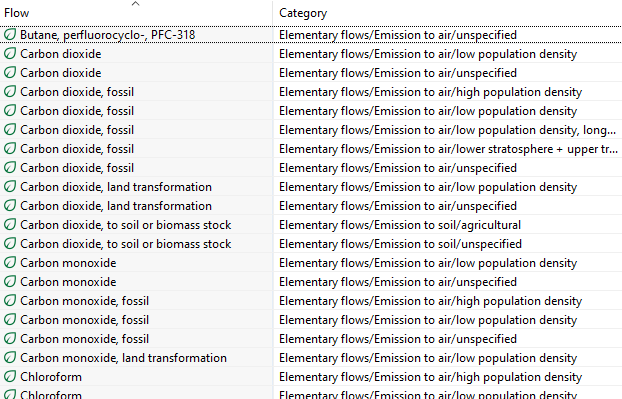 Flow Category
Butane, perfluorocyclo-, PFC-318 Elementary flows/Emission to air/unspecified
Carbon dioxide Elementary flows/Emission to air/low population density
Carbon dioxide Elementary flows/Emission to air/unspecified
Carbon dioxide, fossil Elementary flows/Emission to air/high population density
Carbon dioxide, fossil Elementary flows/Emission to air/low population density
Carbon dioxide, fossil Elementary flows/Emission to air/low population density, long...
Carbon dioxide, fossil Elementary flows/Emission to air/lower stratosphere + upper tr...
Carbon dioxide, fossil Elementary flows/Emission to air/unspecified
Carbon dioxide, land transformation Elementary flows/Emission to air/low population density
Carbon dioxide, land transformation Elementary flows/Emission to air/unspecified
Carbon dioxide, to soil or biomass stock Elementary flows/Emission to soil/agricultural
Carbon dioxide, to soil or biomass stock Elementary flows/Emission to soil/unspecified
Carbon monoxide Elementary flows/Emission to air/low population density
Carbon monoxide Elementary flows/Emission to air/unspecified
Carbon monoxide, fossil Elementary flows/Emission to air/high population density
Carbon monoxide, fossil Elementary flows/Emission to air/low population density
Carbon monoxide, fossil Elementary flows/Emission to air/unspecified
Carbon monoxide, land transformation Elementary flows/Emission to air/low population density
Chloroform Elementary flows/Emission to air/high population density
Chloroform Elementary flows/Emission to air/low population density